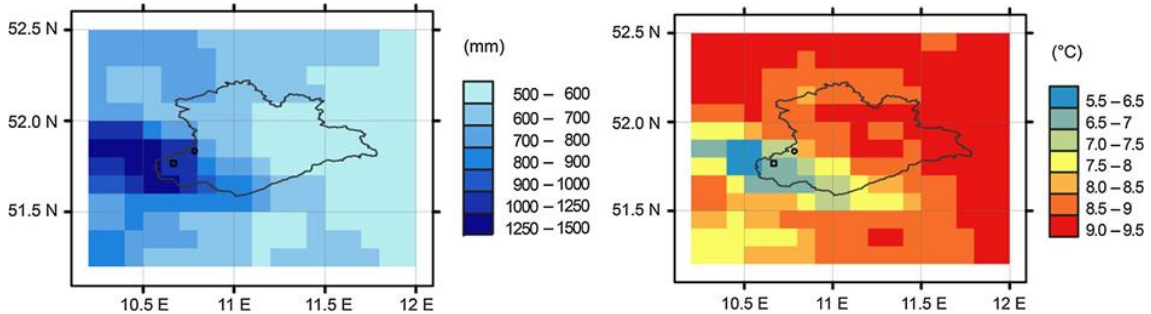 52.5 N
52.0 N
51.5 N
10.5 E 11 E 11.5 E 12 E
(mm)
500 – 600
600 – 700
700 – 800
800 – 900
900 – 1000
1000 – 1250
1250 – 1500
52.5 N
52.0 N
51.5 N
10.5 E 11 E 11.5 E 12 E
(°C)
5.5 – 6.5
6.5 – 7
7.0 – 7.5
7.5 – 8
8.0 – 8.5
8.5 – 9
9.0 – 9.5